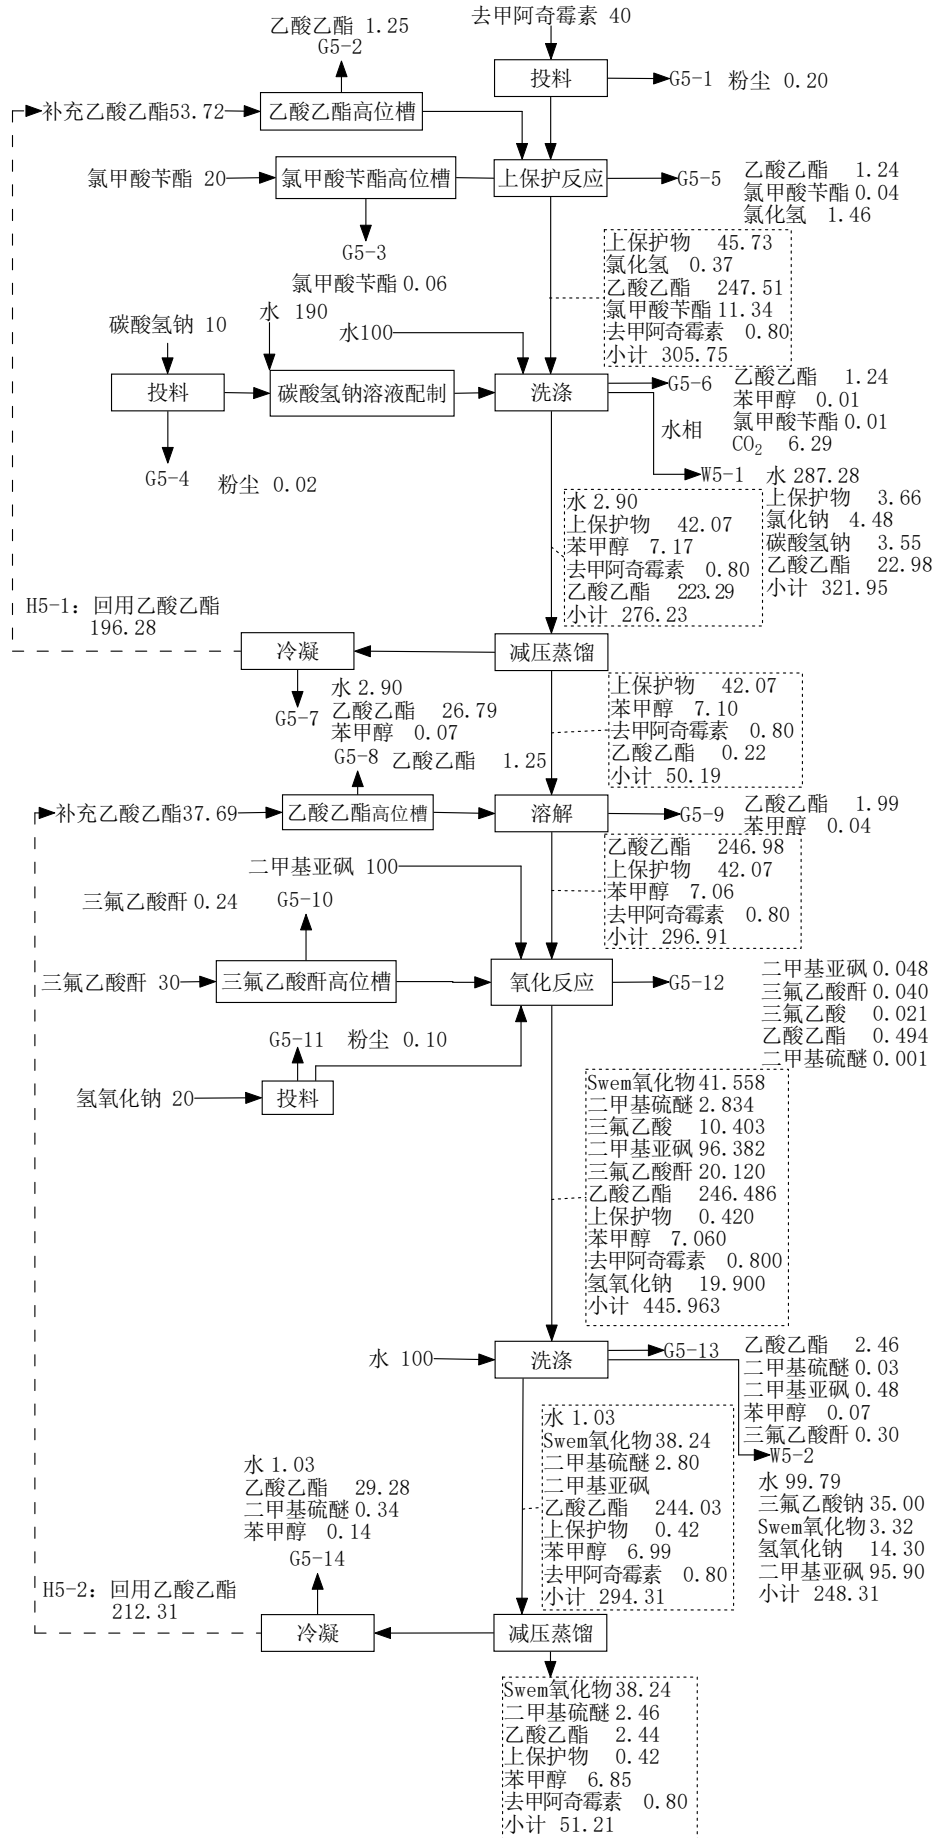 乙酸乙酯 1.25
G5-2
去甲阿奇霉素 40
投料
G5-1 粉尘 0.20
补充乙酸乙酯53.72
乙酸乙酯高位槽
氯甲酸苄酯 20
氯甲酸苄酯高位槽
上保护反应
G5-5
乙酸乙酯 1.24
氯甲酸苄酯 0.04
氯化氢 1.46
G5-3
氯甲酸苄酯 0.06
上保护物 45.73
氯化氢 0.37
乙酸乙酯 247.51
氯甲酸苄酯 11.34
去甲阿奇霉素 0.80
小计 305.75
碳酸氢钠 10
水 190
水100
投料
碳酸氢钠溶液配制
洗涤
G5-6
乙酸乙酯 1.24
苯甲醇 0.01
氯甲酸苄酯 0.01
CO₂ 6.29
水相
G5-4 粉尘 0.02
W5-1 水 287.28
上保护物 3.66
氯化钠 4.48
碳酸氢钠 3.55
乙酸乙酯 22.98
小计 321.95
水 2.90
上保护物 42.07
苯甲醇 7.17
去甲阿奇霉素 0.80
乙酸乙酯 223.29
小计 276.23
H5-1：回用乙酸乙酯
196.28
冷凝
减压蒸馏
G5-7
水 2.90
乙酸乙酯 26.79
苯甲醇 0.07
上保护物 42.07
苯甲醇 7.10
去甲阿奇霉素 0.80
乙酸乙酯 0.22
小计 50.19
G5-8 乙酸乙酯 1.25
补充乙酸乙酯37.69
乙酸乙酯高位槽
溶解
G5-9
乙酸乙酯 1.99
苯甲醇 0.04
乙酸乙酯 246.98
上保护物 42.07
苯甲醇 7.06
去甲阿奇霉素 0.80
小计 296.91
二甲基亚砜 100
三氟乙酸酐 0.24
G5-10
三氟乙酸酐 30
三氟乙酸酐高位槽
氧化反应
G5-12
二甲基亚砜 0.048
三氟乙酸酐 0.040
三氟乙酸 0.021
乙酸乙酯 0.494
二甲基硫醚 0.001
G5-11 粉尘 0.10
氢氧化钠 20
投料
Swem氧化物 41.558
二甲基硫醚 2.834
三氟乙酸 10.403
二甲基亚砜 96.382
三氟乙酸酐 20.120
乙酸乙酯 246.486
上保护物 0.420
苯甲醇 7.060
去甲阿奇霉素 0.800
氢氧化钠 19.900
小计 445.963
水 100
洗涤
G5-13
乙酸乙酯 2.46
二甲基硫醚 0.03
二甲基亚砜 0.48
苯甲醇 0.07
三氟乙酸酐 0.30
W5-2
水 99.79
三氟乙酸钠 35.00
Swem氧化物 3.32
氢氧化钠 14.30
二甲基亚砜 95.90
小计 248.31
水 1.03
Swem氧化物 38.24
二甲基硫醚 2.80
二甲基亚砜
乙酸乙酯 244.03
上保护物 0.42
苯甲醇 6.99
去甲阿奇霉素 0.80
小计 294.31
水 1.03
乙酸乙酯 29.28
二甲基硫醚 0.34
苯甲醇 0.14
G5-14
H5-2：回用乙酸乙酯
212.31
冷凝
减压蒸馏
Swem氧化物 38.24
二甲基硫醚 2.46
乙酸乙酯 2.44
上保护物 0.42
苯甲醇 6.85
去甲阿奇霉素 0.80
小计 51.21